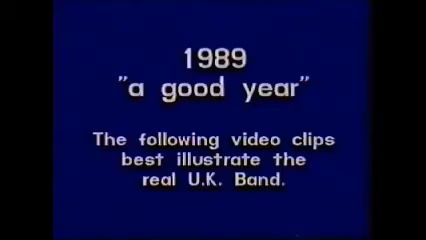 1989
"a good year"
The following video clips
best illustrate the
real U.K. Band.